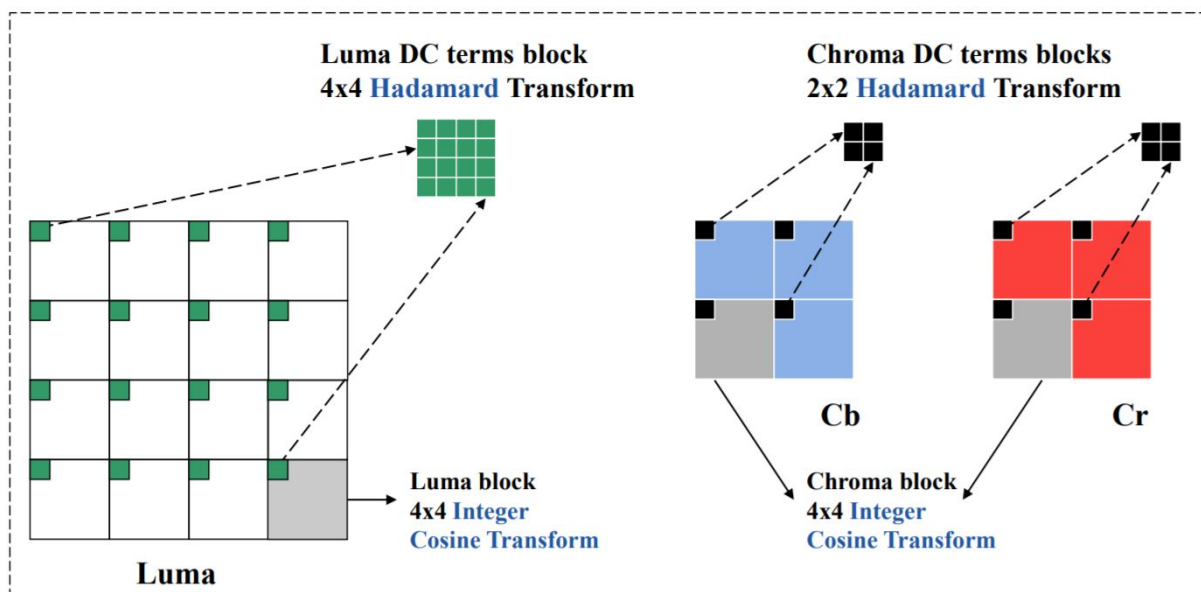 Luma DC terms block
4x4 Hadamard Transform
Chroma DC terms blocks
2x2 Hadamard Transform
Cb
Cr
Luma block
4x4 Integer
Cosine Transform
Chroma block
4x4 Integer
Cosine Transform
Luma